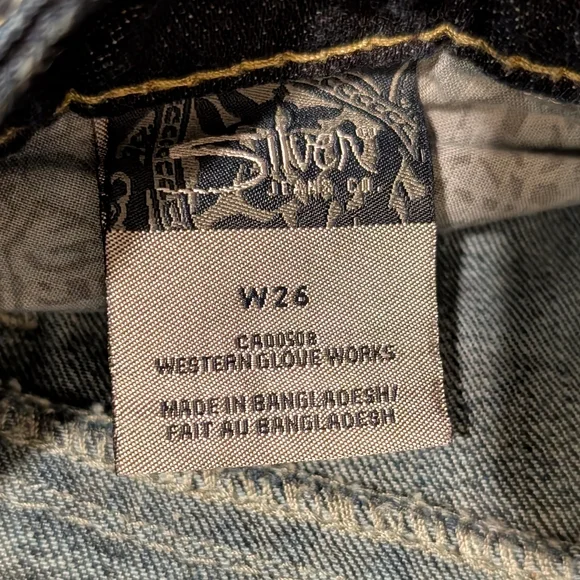 Silver
JEANS CO.
W26
CA00508
WESTERN GLOVE WORKS
MADE IN BANGLADESH/
FAIT AU BANGLADESH